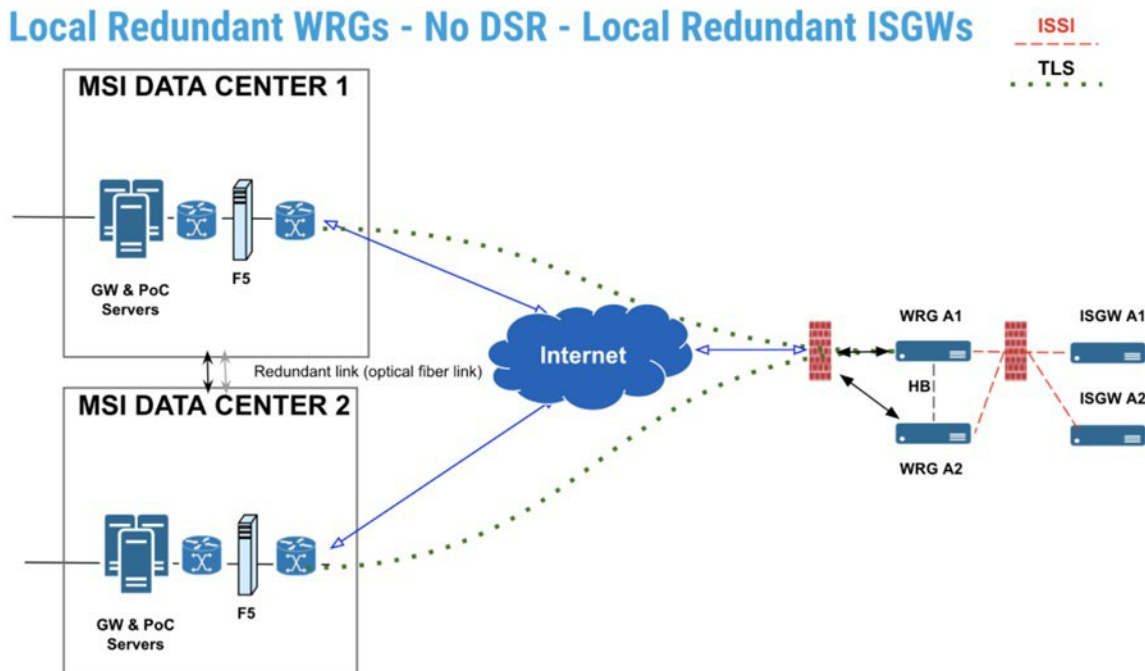 Local Redundant WRGs - No DSR - Local Redundant ISGWs
ISSI
TLS
MSI DATA CENTER 1
GW & PoC
Servers
F5
Redundant link (optical fiber link)
Internet
WRG A1
ISGW A1
HB
ISGW A2
WRG A2
MSI DATA CENTER 2
GW & PoC
Servers
F5